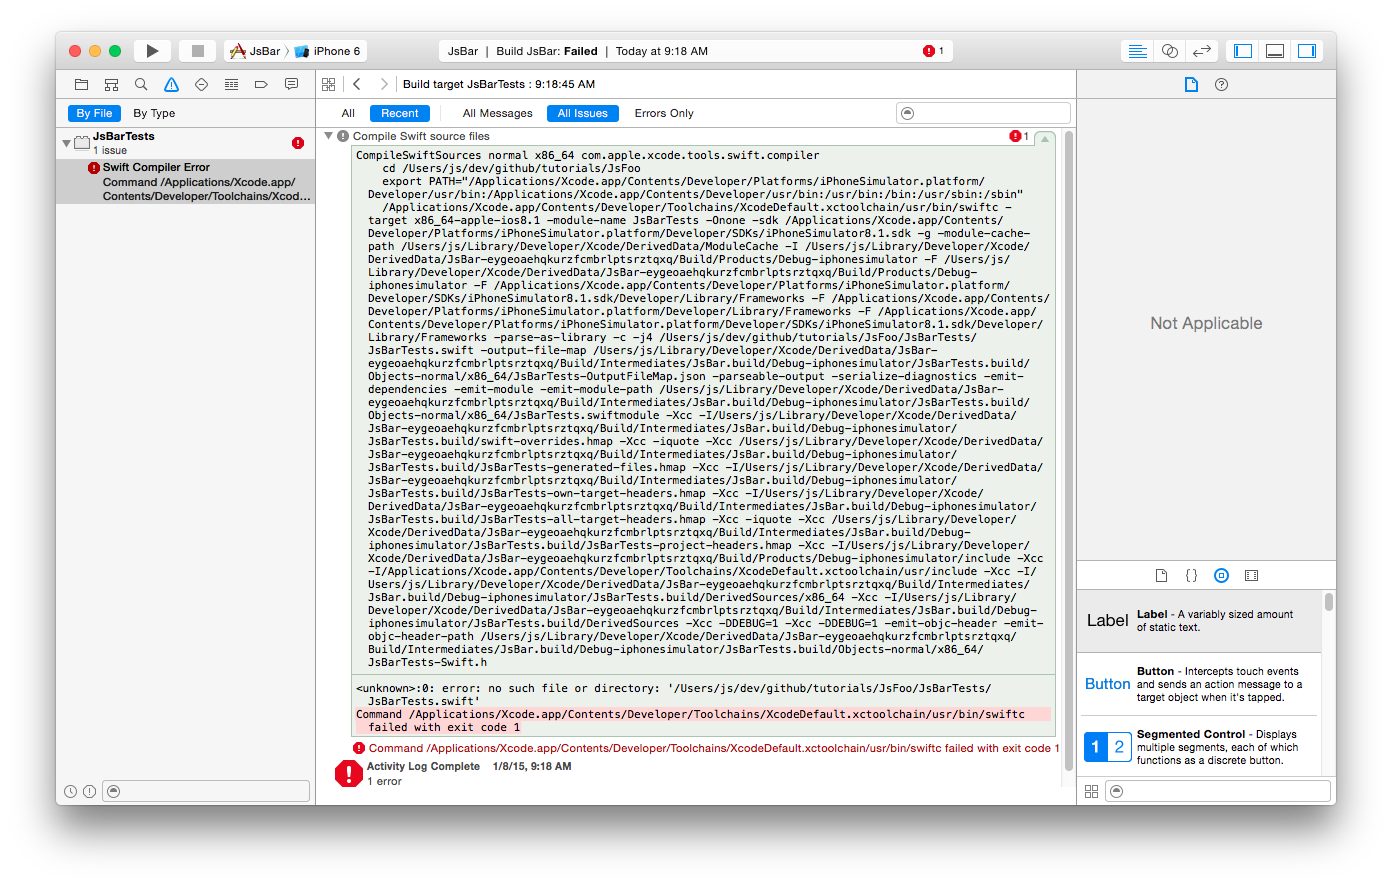 JsBar 〉 iPhone 6
JsBar | Build JsBar: Failed | Today at 9:18 AM
1
Build target JsBarTests : 9:18:45 AM
By File By Type
All Recent All Messages All Issues Errors Only
JsBarTests
1 issue
Swift Compiler Error
Command /Applications/Xcode.app/
Contents/Developer/Toolchains/Xcod...
Compile Swift source files
1
CompileSwiftSources normal x86_64 com.apple.xcode.tools.swift.compiler
cd /Users/js/dev/github/tutorials/JsFoo
export PATH="/Applications/Xcode.app/Contents/Developer/Platforms/iPhoneSimulator.platform/
Developer/usr/bin:/Applications/Xcode.app/Contents/Developer/usr/bin:/usr/bin:/bin:/usr/sbin:/sbin"
/Applications/Xcode.app/Contents/Developer/Toolchains/XcodeDefault.xctoolchain/usr/bin/swiftc -
target x86_64-apple-ios8.1 -module-name JsBarTests -Onone -sdk /Applications/Xcode.app/Contents/
Developer/Platforms/iPhoneSimulator.platform/Developer/SDKs/iPhoneSimulator8.1.sdk -g -module-cache-
path /Users/js/Library/Developer/Xcode/DerivedData/ModuleCache -I /Users/js/Library/Developer/Xcode/
DerivedData/JsBar-eygeoaehqkurzfcmbrlptsrztqxq/Build/Products/Debug-iphonesimulator -F /Users/js/
Library/Developer/Xcode/DerivedData/JsBar-eygeoaehqkurzfcmbrlptsrztqxq/Build/Products/Debug-
iphonesimulator -F /Applications/Xcode.app/Contents/Developer/Platforms/iPhoneSimulator.platform/
Developer/SDKs/iPhoneSimulator8.1.sdk/Developer/Library/Frameworks -F /Applications/Xcode.app/Contents/
Developer/Platforms/iPhoneSimulator.platform/Developer/Library/Frameworks -F /Applications/Xcode.app/
Contents/Developer/Platforms/iPhoneSimulator.platform/Developer/SDKs/iPhoneSimulator8.1.sdk/Developer/
Library/Frameworks -parse-as-library -c -j4 /Users/js/dev/github/tutorials/JsFoo/JsBarTests/
JsBarTests.swift -output-file-map /Users/js/Library/Developer/Xcode/DerivedData/JsBar-
eygeoaehqkurzfcmbrlptsrztqxq/Build/Intermediates/JsBar.build/Debug-iphonesimulator/JsBarTests.build/
Objects-normal/x86_64/JsBarTests-OutputFileMap.json -parseable-output -serialize-diagnostics -emit-
dependencies -emit-module -emit-module-path /Users/js/Library/Developer/Xcode/DerivedData/JsBar-
eygeoaehqkurzfcmbrlptsrztqxq/Build/Intermediates/JsBar.build/Debug-iphonesimulator/JsBarTests.build/
Objects-normal/x86_64/JsBarTests.swiftmodule -Xcc -I/Users/js/Library/Developer/Xcode/DerivedData/
JsBar-eygeoaehqkurzfcmbrlptsrztqxq/Build/Intermediates/JsBar.build/Debug-iphonesimulator/
JsBarTests.build/swift-overrides.hmap -Xcc -iquote -Xcc /Users/js/Library/Developer/Xcode/DerivedData/
JsBar-eygeoaehqkurzfcmbrlptsrztqxq/Build/Intermediates/JsBar.build/Debug-iphonesimulator/
JsBarTests.build/JsBarTests-generated-files.hmap -Xcc -I/Users/js/Library/Developer/Xcode/DerivedData/
JsBar-eygeoaehqkurzfcmbrlptsrztqxq/Build/Intermediates/JsBar.build/Debug-iphonesimulator/
JsBarTests.build/JsBarTests-own-target-headers.hmap -Xcc -I/Users/js/Library/Developer/Xcode/
DerivedData/JsBar-eygeoaehqkurzfcmbrlptsrztqxq/Build/Intermediates/JsBar.build/Debug-iphonesimulator/
JsBarTests.build/JsBarTests-all-target-headers.hmap -Xcc -iquote -Xcc /Users/js/Library/Developer/
Xcode/DerivedData/JsBar-eygeoaehqkurzfcmbrlptsrztqxq/Build/Intermediates/JsBar.build/Debug-
iphonesimulator/JsBarTests.build/JsBarTests-project-headers.hmap -Xcc -I/Users/js/Library/Developer/
Xcode/DerivedData/JsBar-eygeoaehqkurzfcmbrlptsrztqxq/Build/Products/Debug-iphonesimulator/include -Xcc
-I/Applications/Xcode.app/Contents/Developer/Toolchains/XcodeDefault.xctoolchain/usr/include -Xcc -I/
Users/js/Library/Developer/Xcode/DerivedData/JsBar-eygeoaehqkurzfcmbrlptsrztqxq/Build/Intermediates/
JsBar.build/Debug-iphonesimulator/JsBarTests.build/DerivedSources/x86_64 -Xcc -I/Users/js/Library/
Developer/Xcode/DerivedData/JsBar-eygeoaehqkurzfcmbrlptsrztqxq/Build/Intermediates/JsBar.build/Debug-
iphonesimulator/JsBarTests.build/DerivedSources -Xcc -DDEBUG=1 -Xcc -DDEBUG=1 -emit-objc-header -emit-
objc-header-path /Users/js/Library/Developer/Xcode/DerivedData/JsBar-eygeoaehqkurzfcmbrlptsrztqxq/
Build/Intermediates/JsBar.build/Debug-iphonesimulator/JsBarTests.build/Objects-normal/x86_64/
JsBarTests-Swift.h
<unknown>:0: error: no such file or directory: '/Users/js/dev/github/tutorials/JsFoo/JsBarTests/
JsBarTests.swift'
Command /Applications/Xcode.app/Contents/Developer/Toolchains/XcodeDefault.xctoolchain/usr/bin/swiftc
failed with exit code 1
Command /Applications/Xcode.app/Contents/Developer/Toolchains/XcodeDefault.xctoolchain/usr/bin/swiftc failed with exit code 1
Activity Log Complete 1/8/15, 9:18 AM
1 error
Not Applicable
Label
Label - A variably sized amount
of static text.
Button
Button - Intercepts touch events
and sends an action message to a
target object when it's tapped.
1 2
Segmented Control - Displays
multiple segments, each of which
functions as a discrete button.